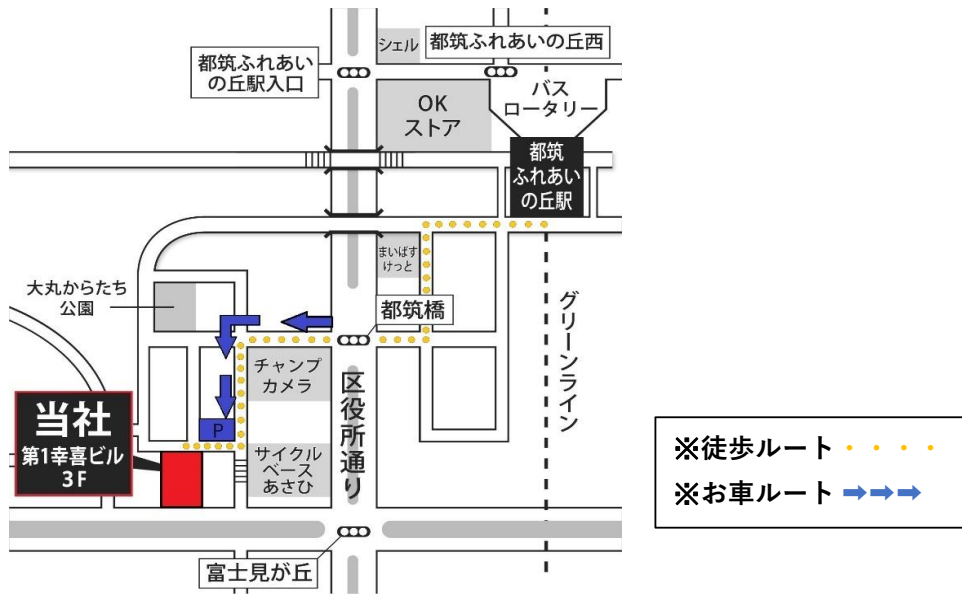 シェル
都筑ふれあいの丘西
都筑ふれあい
の丘駅入口
バス
ロータリー
OK
ストア
都筑
ふれあい
の丘駅
まいばす
けっと
大丸からたち
公園
都筑橋
グリーンライン
チャンプ
カメラ
区役所通り
当社
第1幸喜ビル
3F
P
サイクル
ベース
あさひ
富士見が丘
※徒歩ルート
※お車ルート